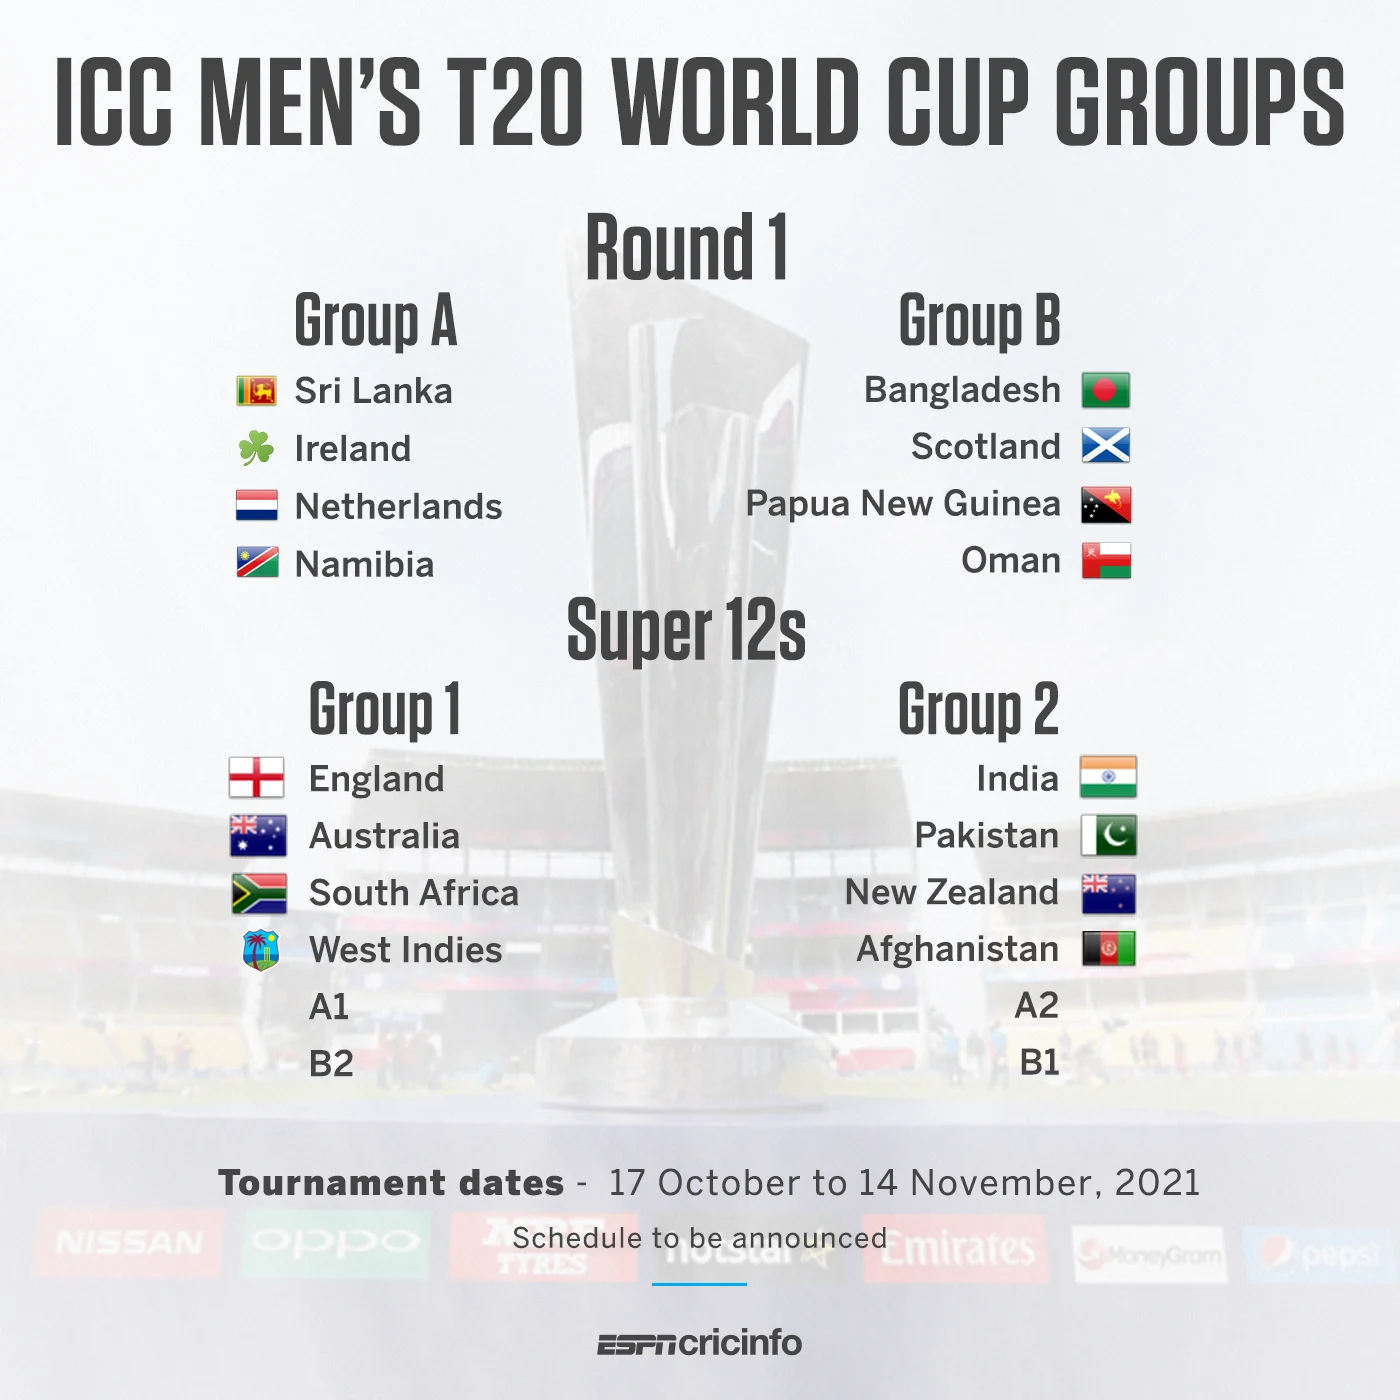 ICC MEN'S T20 WORLD CUP GROUPS
Round 1
Group A
Sri Lanka
Ireland
Netherlands
Namibia
Group B
Bangladesh
Scotland
Papua New Guinea
Oman
Super 12s
Group 1
England
Australia
South Africa
West Indies
A1
B2
Group 2
India
Pakistan
New Zealand
Afghanistan
A2
B1
Tournament dates - 17 October to 14 November, 2021
Schedule to be announced
NISSAN
oppo
MRF TYRES
hotstar
Emirates
MoneyGram
pepsi
ESPNcricinfo